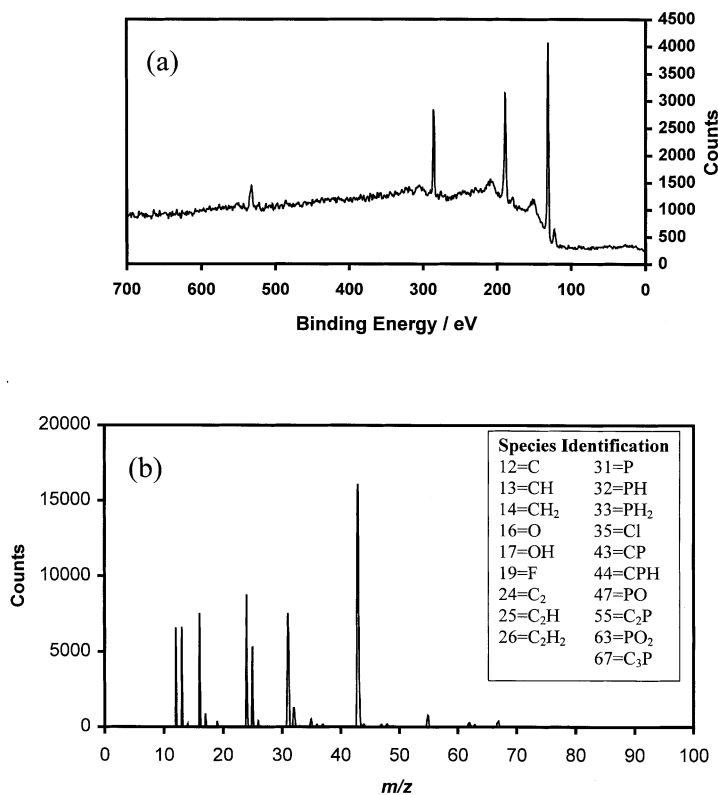 (a)
4500
4000
3500
3000
2500
2000
1500
1000
500
0
Counts
700 600 500 400 300 200 100 0
Binding Energy / eV
(b)
20000
15000
10000
5000
0
Counts
Species Identification
12=C 31=P
13=CH 32=PH
14=CH₂ 33=PH₂
16=O 35=Cl
17=OH 43=CP
19=F 44=CPH
24=C₂ 47=PO
25=C₂H 55=C₂P
26=C₂H₂ 63=PO₂
67=C₃P
0 10 20 30 40 50 60 70 80 90 100
m/z